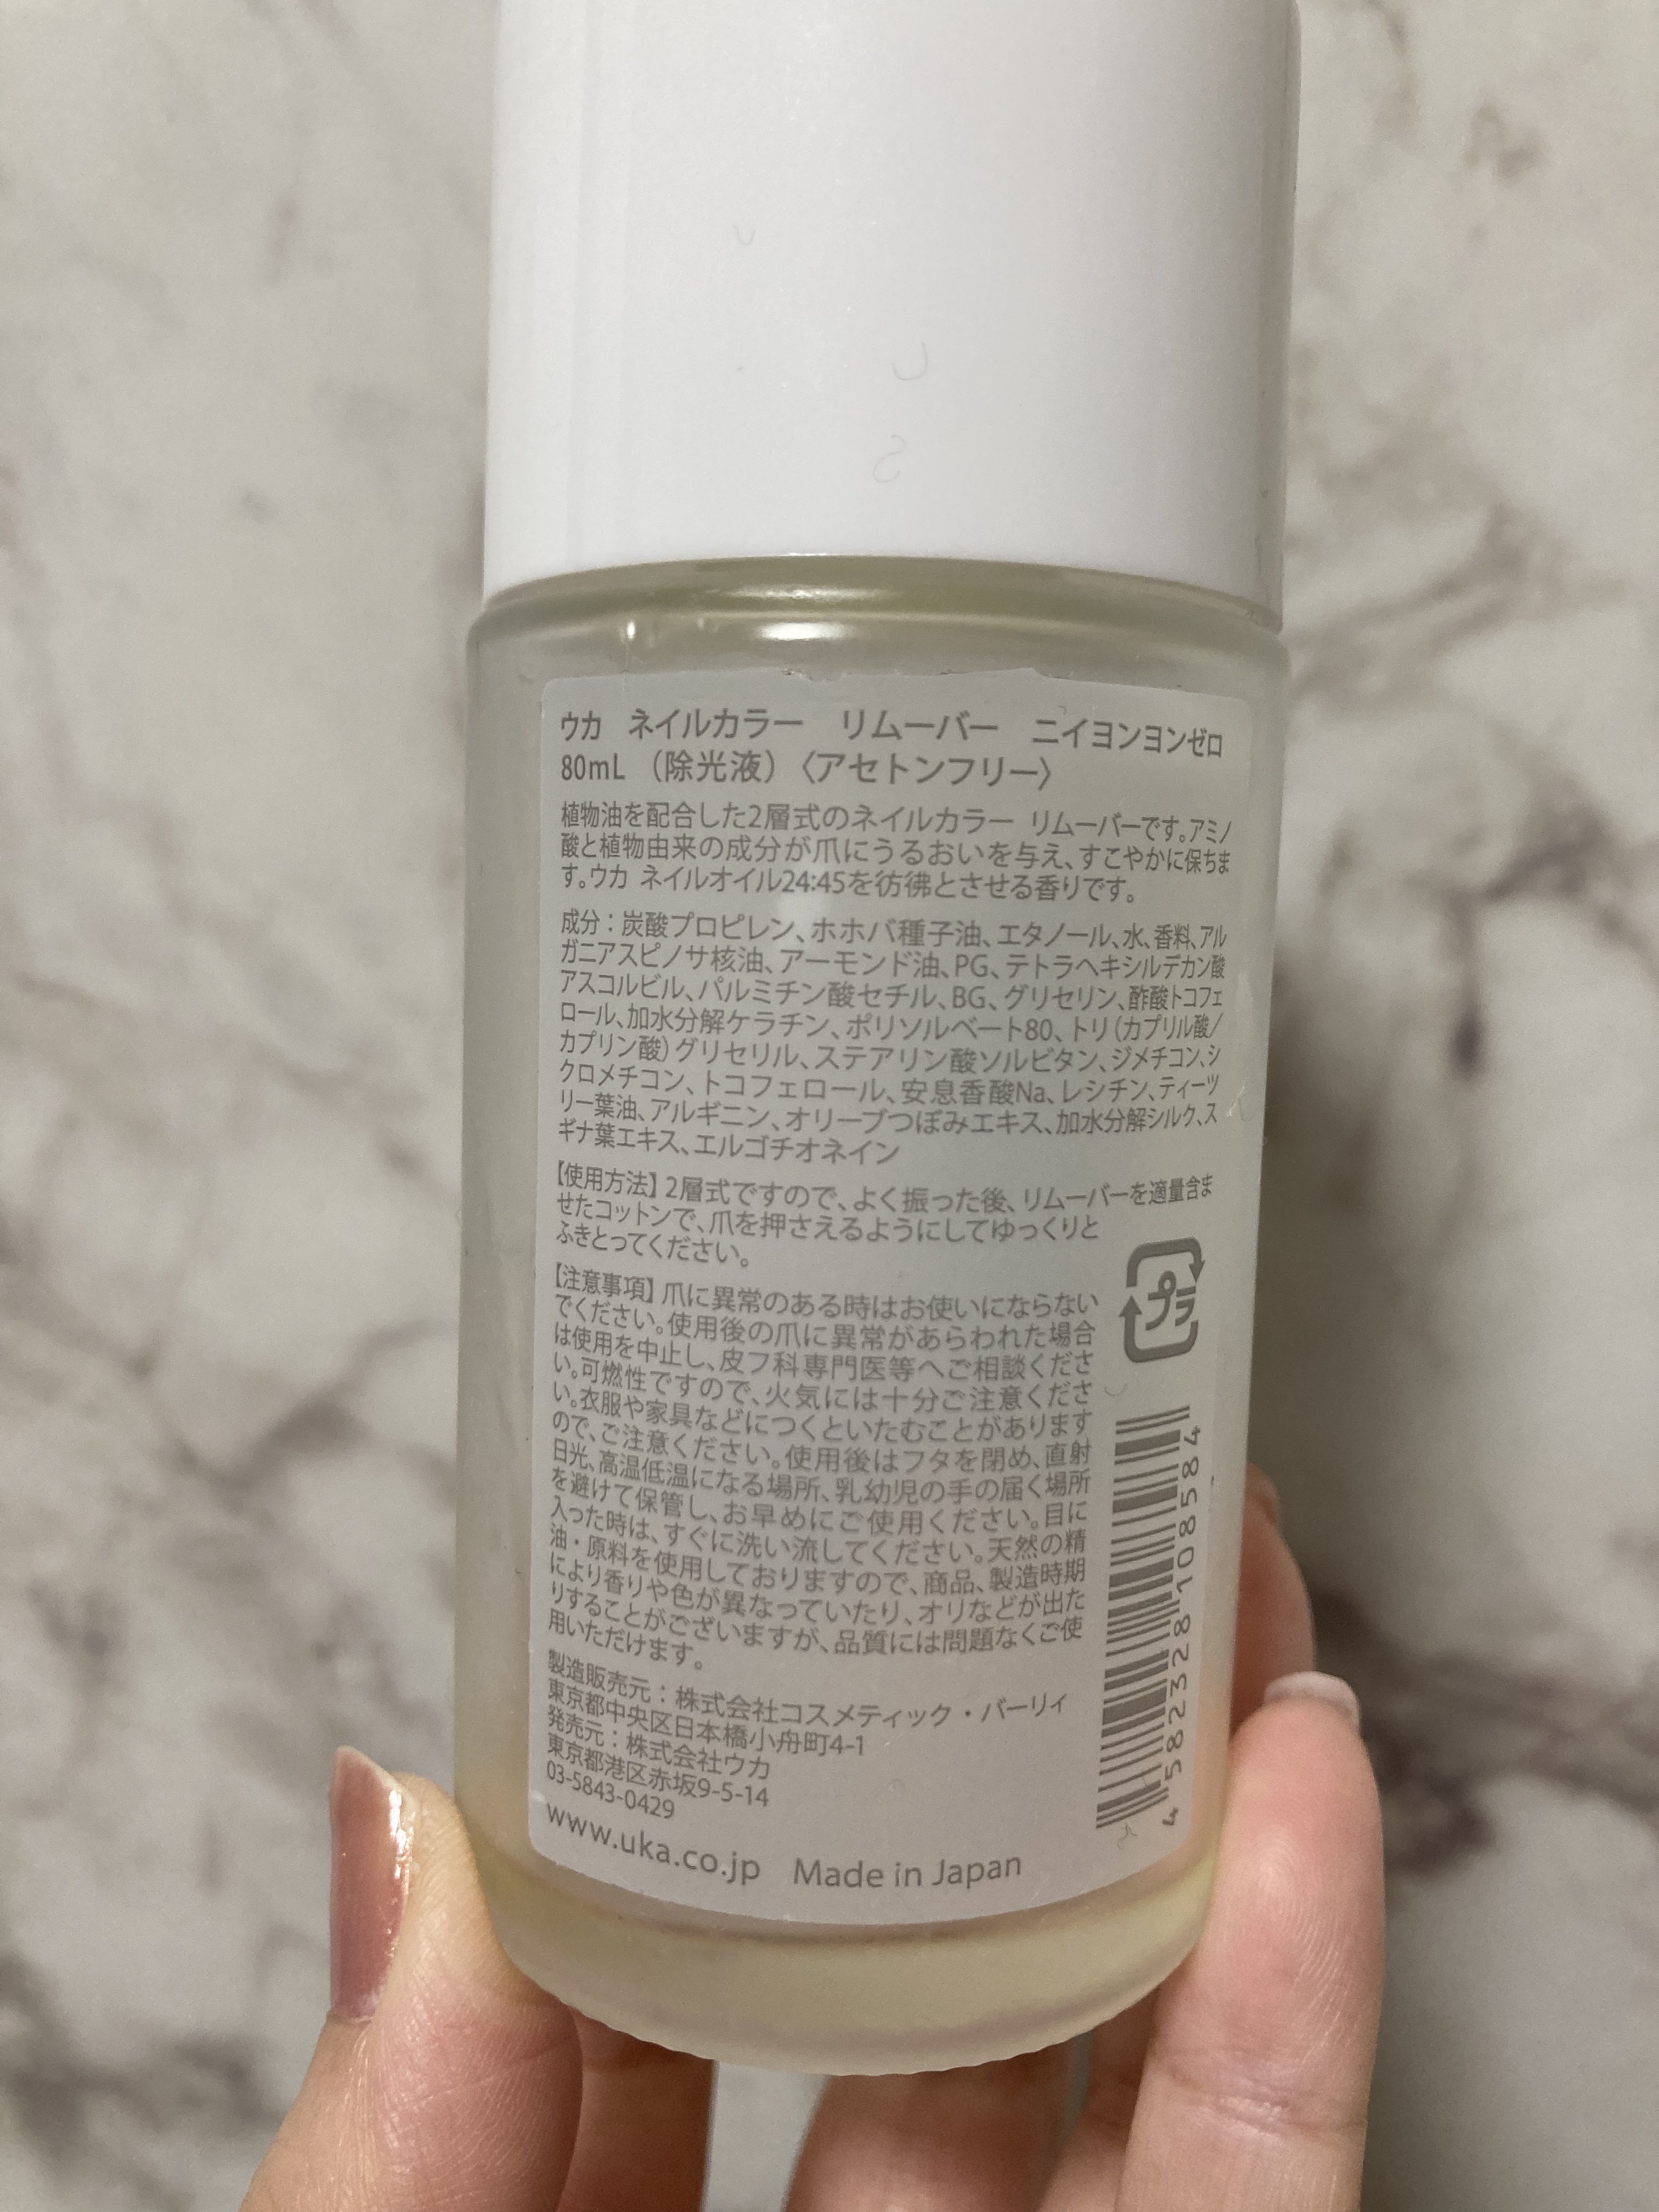 ウカ ネイルカラー リムーバー ニイヨンヨンゼロ
80mL （除光液）〈アセトンフリー〉
植物油を配合した2層式のネイルカラー リムーバーです。アミノ
酸と植物由来の成分が爪にうるおいを与え、すこやかに保ちま
す。ウカ ネイルオイル24:45を彷彿とさせる香りです。
成分：炭酸プロピレン、ホホバ種子油、エタノール、水、香料、アル
ガニアスピノサ核油、アーモンド油、PG、テトラヘキシルデカン酸
アスコルビル、パルミチン酸セチル、BG、グリセリン、酢酸トコフェ
ロール、加水分解ケラチン、ポリソルベート80、トリ（カプリル酸／
カプリン酸）グリセリル、ステアリン酸ソルビタン、ジメチコン、シ
クロメチコン、トコフェロール、安息香酸Na、レシチン、ティーツ
リー葉油、アルギニン、オリーブつぼみエキス、加水分解シルク、ス
ギナ葉エキス、エルゴチオネイン
【使用方法】2層式ですので、よく振った後、リムーバーを適量含ま
せたコットンで、爪を押さえるようにしてゆっくりと
ふきとってください。
【注意事項】爪に異常のある時はお使いにならない
でください。使用後の爪に異常があらわれた場合
は使用を中止し、皮フ科専門医等へご相談くださ
い。可燃性ですので、火気には十分ご注意くださ
い。衣服や家具などにつくといたむことがあります
ので、ご注意ください。使用後はフタを閉め、直射
日光、高温低温になる場所、乳幼児の手の届く場所
を避けて保管し、お早めにご使用ください。目に
入った時は、すぐに洗い流してください。天然の精
油・原料を使用しておりますので、商品、製造時期
により香りや色が異なっていたり、オリなどが出た
りすることがございますが、品質には問題なくご使
用いただけます。
製造販売元：株式会社コスメティック・バーリィ
東京都中央区日本橋小舟町4-1
発売元：株式会社ウカ
東京都港区赤坂9-5-14
03-5843-0429
www.uka.co.jp Made in Japan
プラ
4 582328 108584